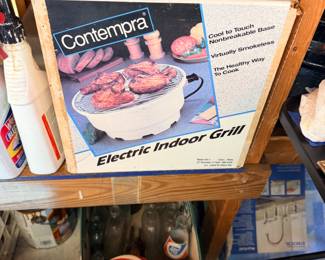 Contempra
Cool to Touch
Nonbreakable Base
Virtually Smokeless
The Healthy Way
To Cook
Electric Indoor Grill